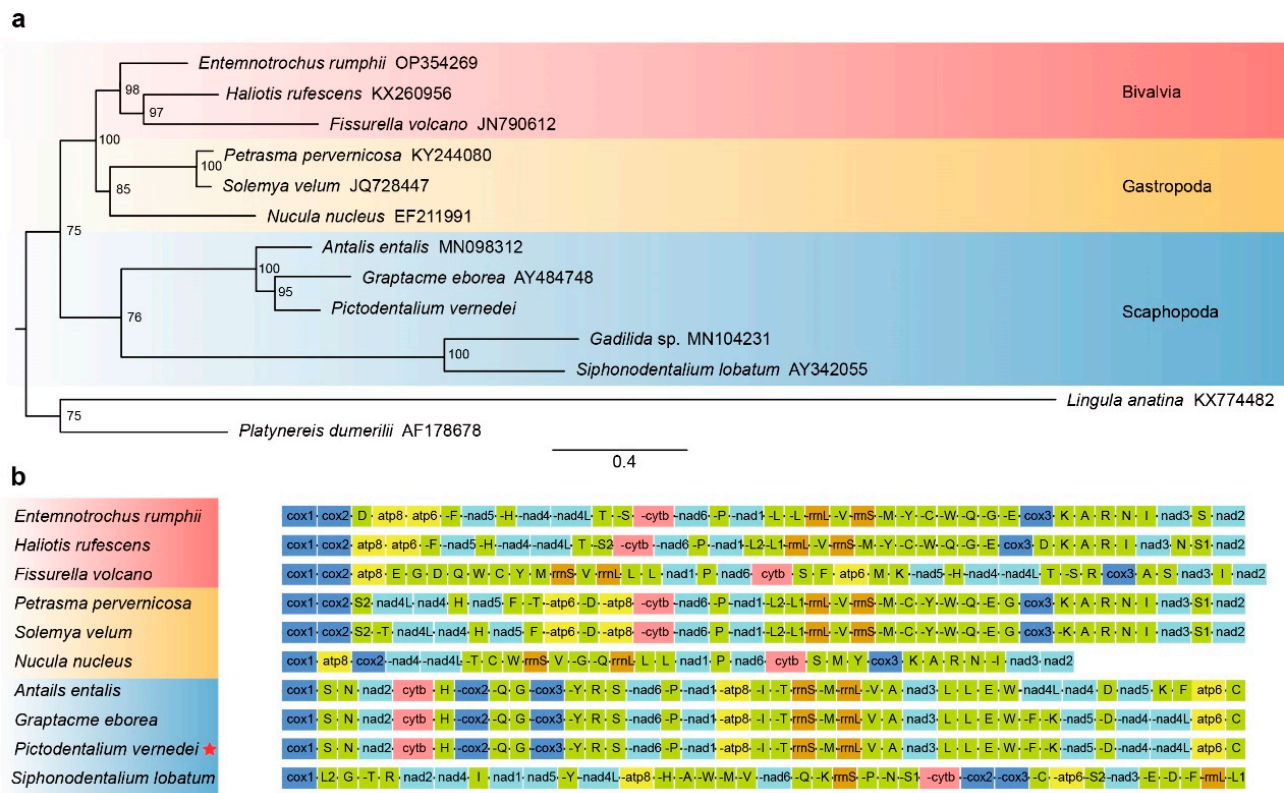 a
Entemnotrochus rumphii OP354269
98
Haliotis rufescens KX260956
Bivalvia
97
Fissurella volcano JN790612
100
Petrasma pervernicosa KY244080
100
Solemya velum JQ728447
85
Gastropoda
Nucula nucleus EF211991
75
Antalis entalis MN098312
100
Graptacme eborea AY484748
95
Pictodentalium vernedei
76
Scaphopoda
Gadilida sp. MN104231
100
Siphonodentalium lobatum AY342055
Lingula anatina KX774482
75
Platynereis dumerilii AF178678
0.4
b
Entemnotrochus rumphii cox1 cox2 D atp8 atp6 -F -nad5 -H -nad4 -nad4L T -S -cytb -nad6 -P -nad1 -L -L -rrnL -V -rrnS -M -Y -C -W -Q -G -E cox3 K A R N I nad3 S nad2
Haliotis rufescens cox1 cox2 atp8 atp6 -F -nad5 -H -nad4 -nad4L T -S2 -cytb -nad6 -P -nad1 -L2 -L1 -rrnL -V -rrnS -M -Y -C -W -Q -G -E cox3 D K A R I nad3 N S1 nad2
Fissurella volcano cox1 cox2 atp8 E G D Q W C Y M rrnS V rrnL L L nad1 P nad6 cytb S F atp6 M K -nad5 -H -nad4 -nad4L T -S R cox3 A S nad3 I nad2
Petrasma pervernicosa cox1 cox2 S2 nad4L nad4 H nad5 F -T -atp6 -D -atp8 -cytb -nad6 -P -nad1 -L2 -L1 -rrnL -V -rrnS -M -C -Y -W -Q -E G -cox3 -K A R N I nad3 S1 nad2
Solemya velum cox1 cox2 S2 -T nad4L nad4 H nad5 F -atp6 -D -atp8 -cytb -nad6 P -nad1 -L2 -L1 -rrnL -V -rrnS -M -C -Y -W -Q -E G -cox3 -K A R N I nad3 S1 nad2
Nucula nucleus cox1 atp8 cox2 -nad4 -nad4L -T C W rrnS V -G -Q rrnL L L nad1 P nad6 cytb S M Y cox3 K A R N -I nad3 nad2
Antails entalis cox1 S N nad2 cytb H -cox2 -Q G -cox3 -Y R S -nad6 -P -nad1 -atp8 -I -T rrnS -M -rrnL -V A nad3 L L E W nad4L nad4 D nad5 K F atp6 C
Graptacme eborea cox1 S N nad2 cytb H -cox2 -Q G -cox3 -Y R S -nad6 -P -nad1 -atp8 -I -T rrnS -M -rrnL -V A nad3 L L E W -F -K -nad5 -D -nad4 -nad4L atp6 C
Pictodentalium vernedei cox1 S N nad2 cytb H -cox2 -Q G -cox3 -Y R S -nad6 -P -nad1 -atp8 -I -T rrnS -M -rrnL -V A nad3 L L E W -F -K -nad5 -D -nad4 -nad4L atp6 C
Siphonodentalium lobatum cox1 L2 G -T R nad2 nad4 I nad1 nad5 -Y -nad4L -atp8 -H -A -W -M -V -nad6 -Q -K rrnS -P -N -S1 -cytb -cox2 -cox3 -C -atp6 -S2 -nad3 -E -D -F -rrnL -L1